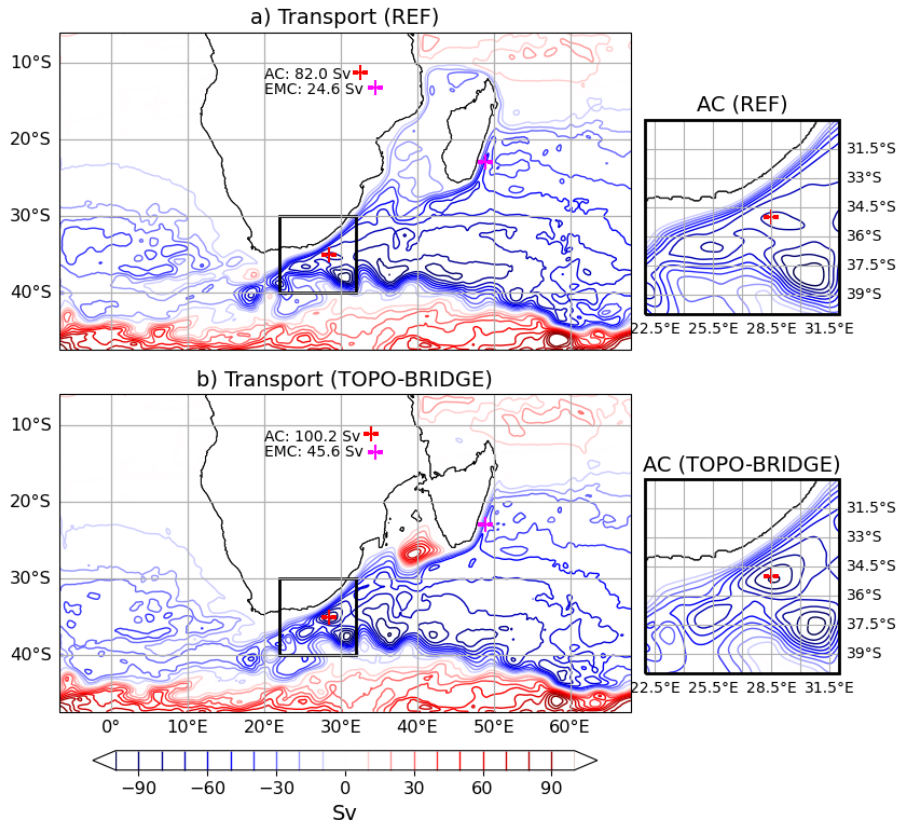 a) Transport (REF)
10°S
20°S
30°S
40°S
AC: 82.0 Sv
EMC: 24.6 Sv
AC (REF)
31.5°S
33°S
34.5°S
36°S
37.5°S
39°S
22.5°E 25.5°E 28.5°E 31.5°E
b) Transport (TOPO-BRIDGE)
10°S
20°S
30°S
40°S
AC: 100.2 Sv
EMC: 45.6 Sv
AC (TOPO-BRIDGE)
31.5°S
33°S
34.5°S
36°S
37.5°S
39°S
22.5°E 25.5°E 28.5°E 31.5°E
0° 10°E 20°E 30°E 40°E 50°E 60°E
−90 −60 −30 0 30 60 90
Sv